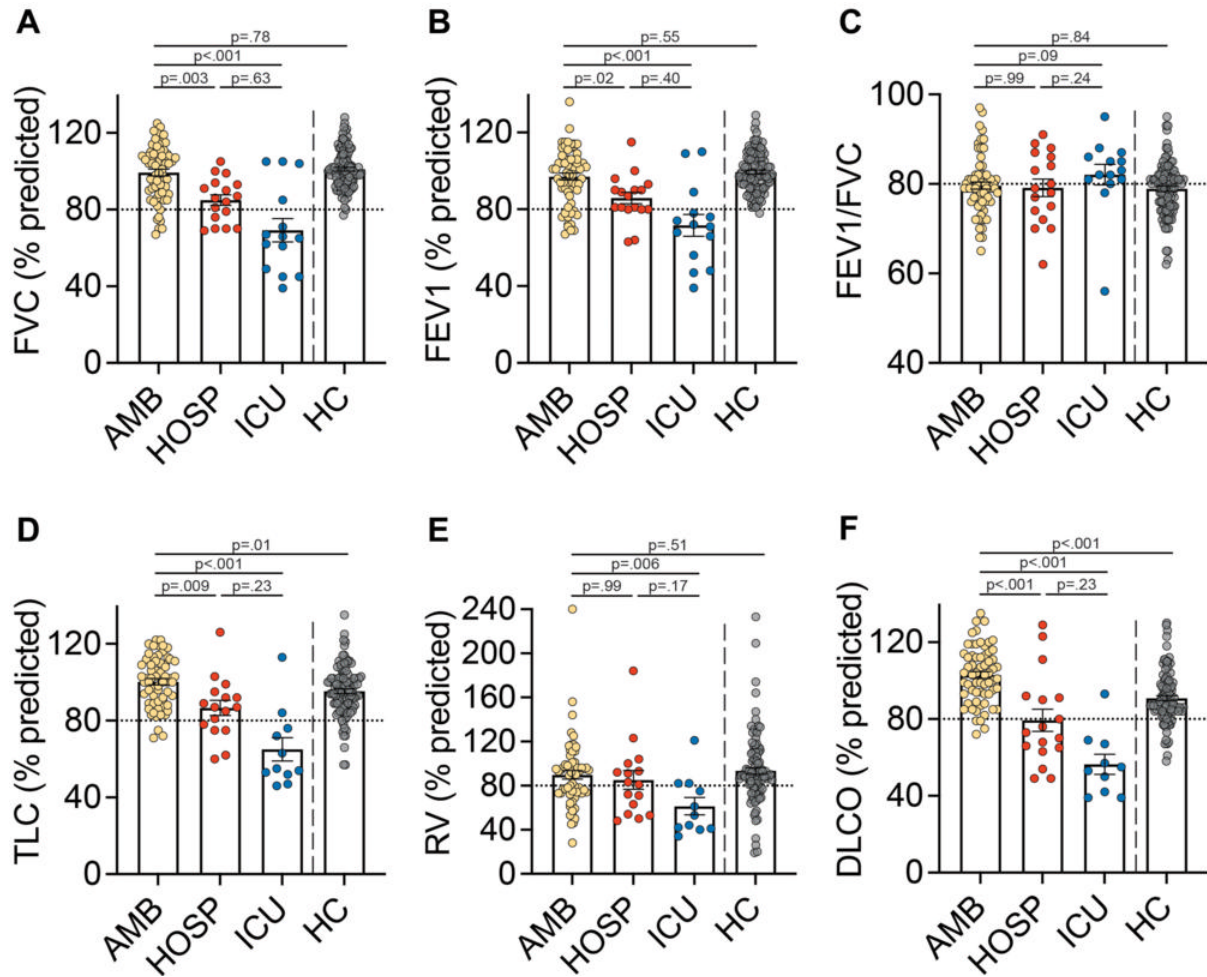 A
p=.78
p<.001
p=.003 p=.63
FVC (% predicted)
120
80
40
0
AMB HOSP ICU HC
B
p=.55
p<.001
p=.02 p=.40
FEV1 (% predicted)
120
80
40
0
AMB HOSP ICU HC
C
p=.84
p=.09
p=.99 p=.24
FEV1/FVC
100
80
60
40
AMB HOSP ICU HC
D
p=.01
p<.001
p=.009 p=.23
TLC (% predicted)
120
80
40
0
AMB HOSP ICU HC
E
p=.51
p=.006
p=.99 p=.17
RV (% predicted)
240
200
160
120
80
40
0
AMB HOSP ICU HC
F
p<.001
p<.001
p<.001 p=.23
DLCO (% predicted)
120
80
40
0
AMB HOSP ICU HC